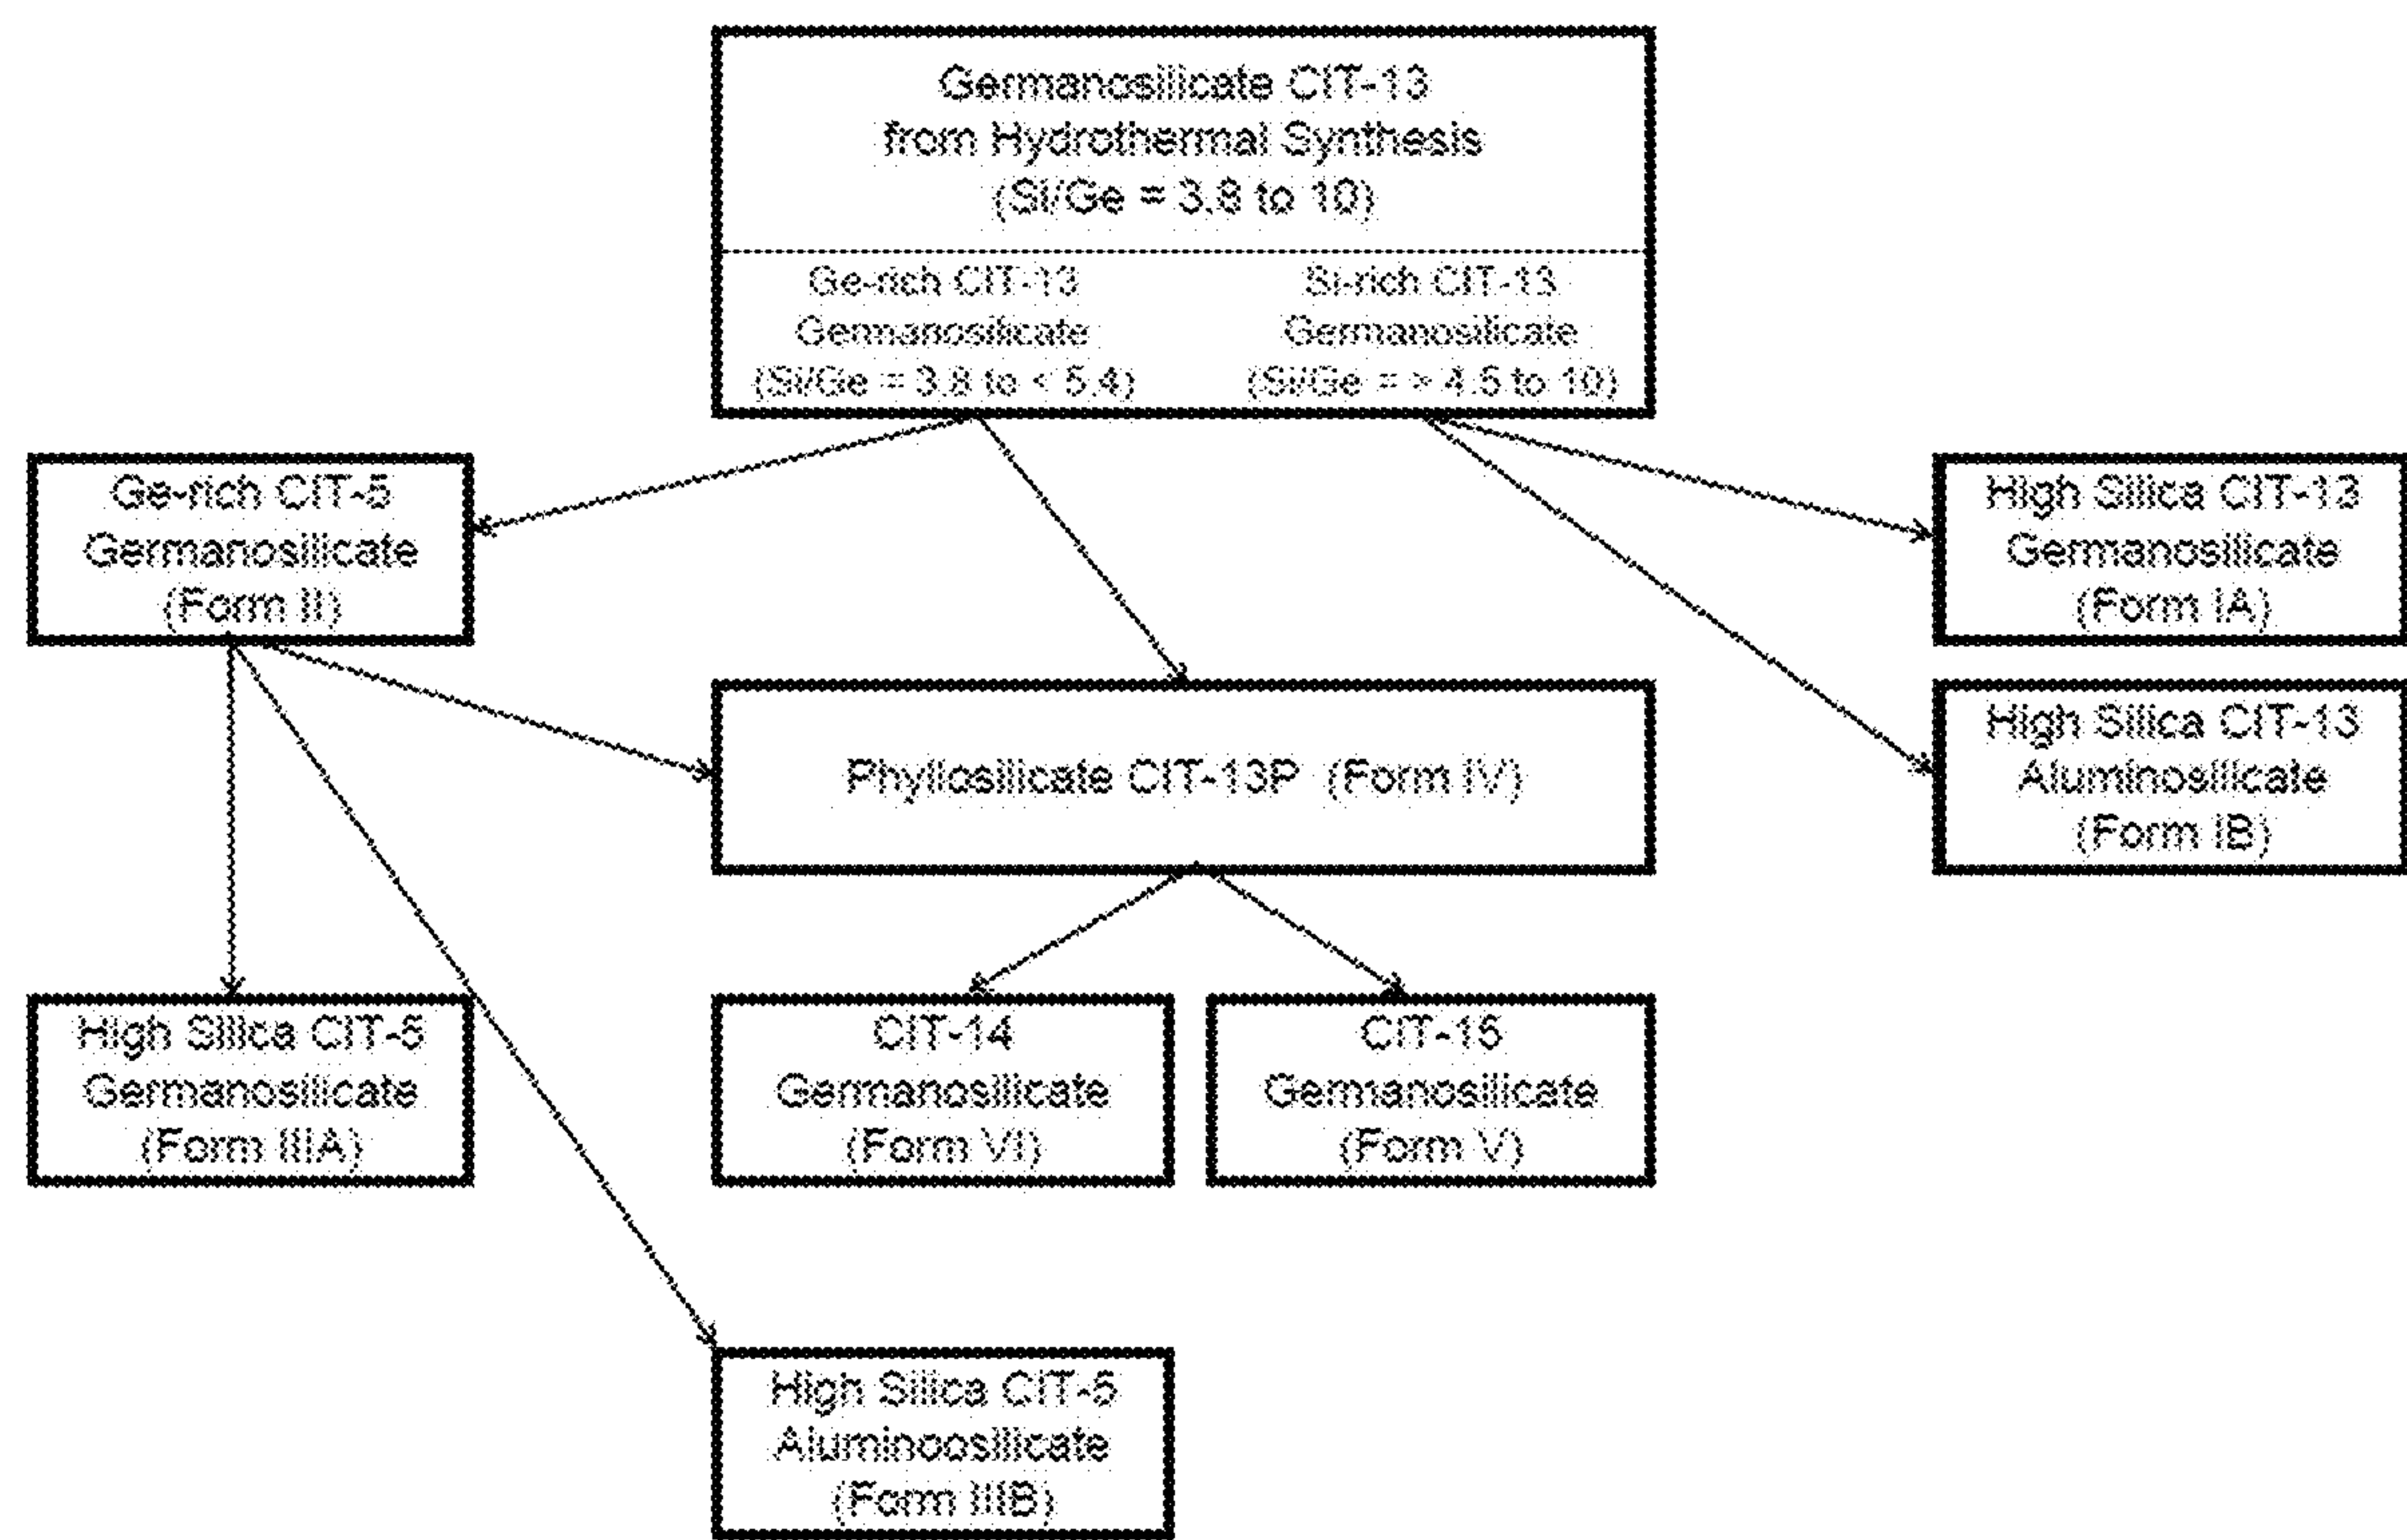 Germanosilicate CIT-13
from Hydrothermal Synthesis
(Si/Ge = 3.8 to 10)
Ge-rich CIT-13
Germanosilicate
(Si/Ge = 3.8 to < 5.4)
Si-rich CIT-13
Germanosilicate
(Si/Ge = > 4.5 to 10)
Ge-rich CIT-5
Germanosilicate
(Form II)
High Silica CIT-13
Germanosilicate
(Form IA)
Phyllosilicate CIT-13P (Form IV)
High Silica CIT-13
Aluminosilicate
(Form IB)
High Silica CIT-5
Germanosilicate
(Form IIIA)
CIT-14
Germanosilicate
(Form VI)
CIT-15
Germanosilicate
(Form V)
High Silica CIT-5
Aluminoosilicate
(Form IIIB)